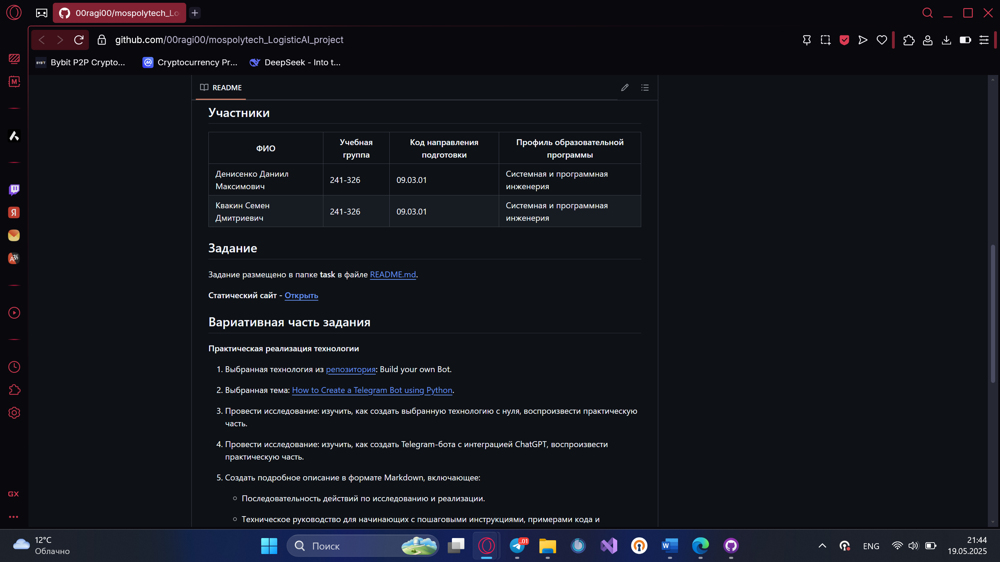 00ragi00/mospolytech_Lo
github.com/00ragi00/mospolytech_LogisticAI_project
BYBIT Bybit P2P Crypto...
Cryptocurrency Pr...
DeepSeek - Into t...
M
README
Участники
ФИО
Учебная группа
Код направления подготовки
Профиль образовательной программы
Денисенко Даниил Максимович
241-326
09.03.01
Системная и программная инженерия
Квакин Семен Дмитриевич
241-326
09.03.01
Системная и программная инженерия
Задание
Задание размещено в папке task в файле README.md.
Статический сайт - Открыть
Вариативная часть задания
Практическая реализация технологии
1. Выбранная технология из репозитория: Build your own Bot.
2. Выбранная тема: How to Create a Telegram Bot using Python.
3. Провести исследование: изучить, как создать выбранную технологию с нуля, воспроизвести практическую
часть.
4. Провести исследование: изучить, как создать Telegram-бота с интеграцией ChatGPT, воспроизвести
практическую часть.
5. Создать подробное описание в формате Markdown, включающее:
Последовательность действий по исследованию и реализации.
Техническое руководство для начинающих с пошаговыми инструкциями, примерами кода и
Я
GX
12°C
Облачно
Поиск
..01
W
ENG
21:44
19.05.2025